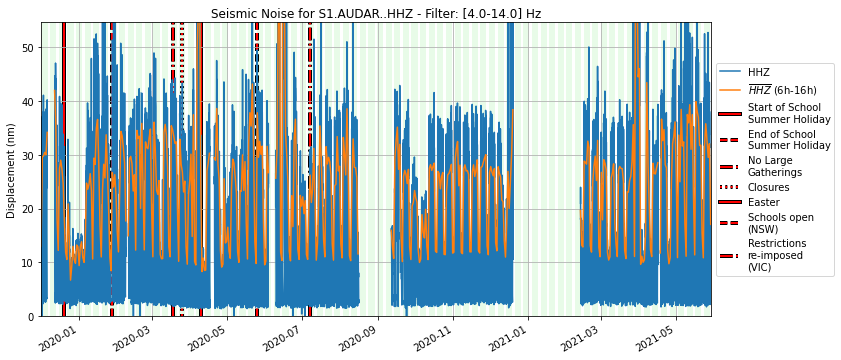 Seismic Noise for S1.AUDAR..HHZ - Filter: [4.0-14.0] Hz
Displacement (nm)
50
40
30
20
10
0
2020-01
2020-03
2020-05
2020-07
2020-09
2020-11
2021-01
2021-03
2021-05
HHZ
HHZ (6h-16h)
Start of School
Summer Holiday
End of School
Summer Holiday
No Large
Gatherings
Closures
Easter
Schools open
(NSW)
Restrictions
re-imposed
(VIC)